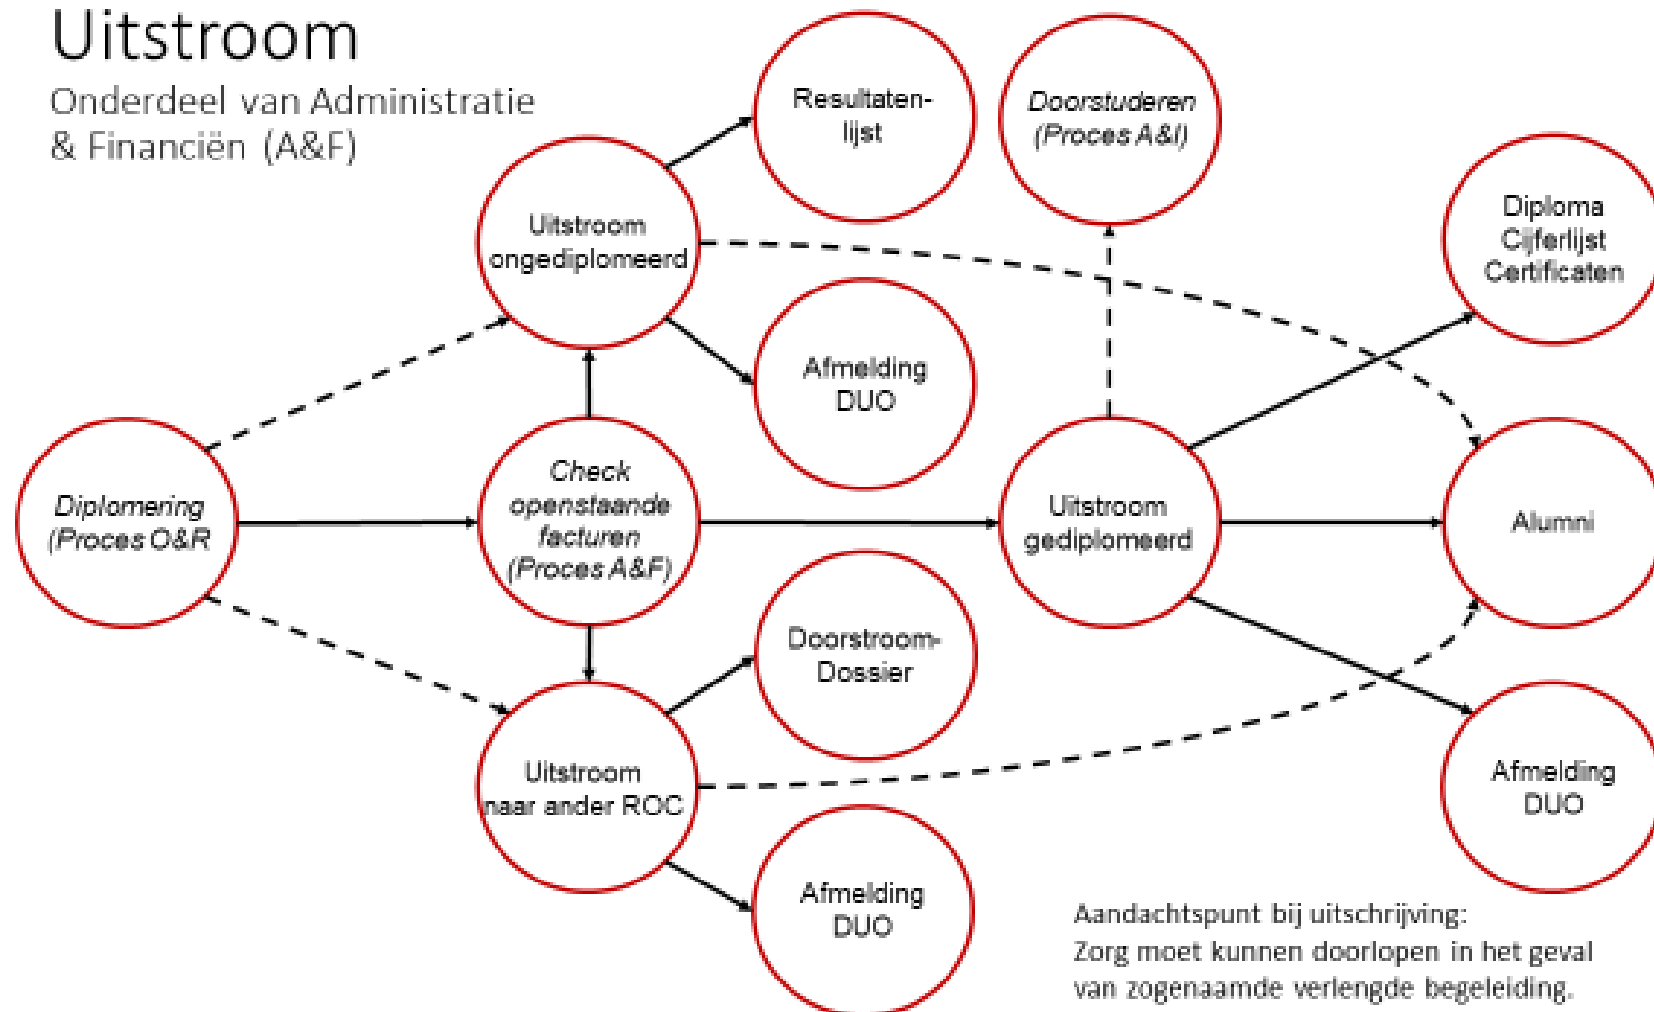 Uitstroom
Onderdeel van Administratie
& Financiën (A&F)
Resultaten-
lijst
Doorstuderen
(Proces A&I)
Uitstroom
ongediplomeerd
Diploma
Cijferlijst
Certificaten
Afmelding
DUO
Diplomering
(Proces O&R
Check
openstaande
facturen
(Proces A&F)
Uitstroom
gediplomeerd
Alumni
Doorstroom-
Dossier
Uitstroom
naar ander ROC
Afmelding
DUO
Afmelding
DUO
Aandachtspunt bij uitschrijving:
Zorg moet kunnen doorlopen in het geval
van zogenaamde verlengde begeleiding.